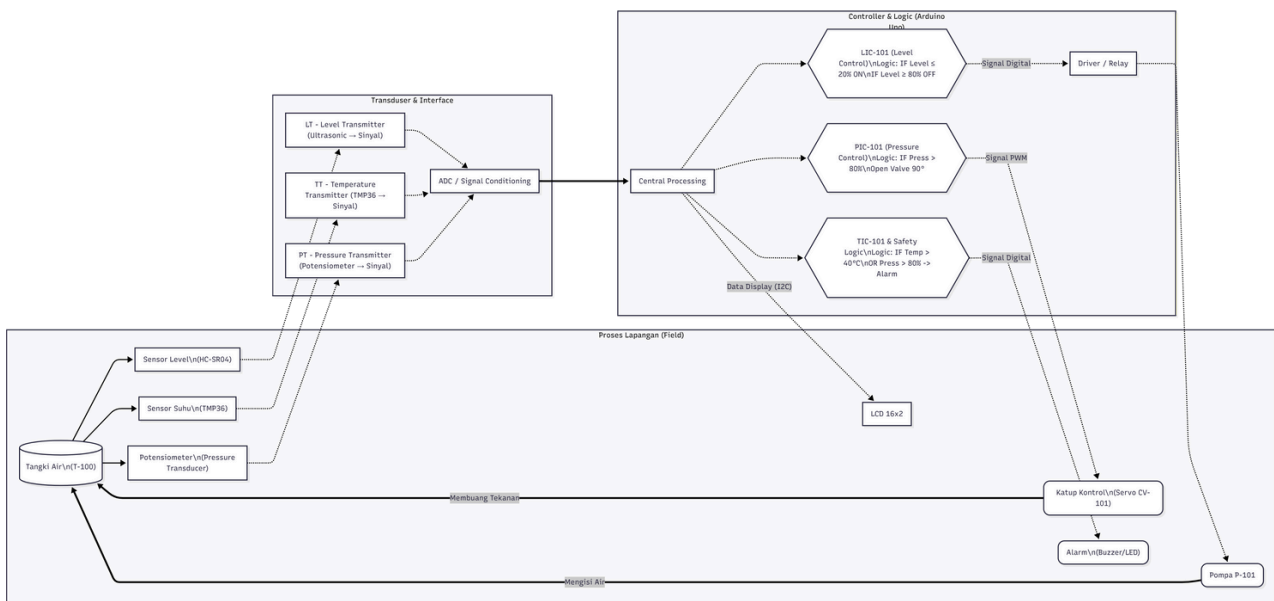 Controller & Logic (Arduino
Uno)
LIC-101 (Level
Control)\nLogic: IF Level ≤
20% ON\nIF Level ≥ 80% OFF
Signal Digital
Driver / Relay
Transduser & Interface
LT - Level Transmitter
(Ultrasonic → Sinyal)
TT - Temperature
Transmitter (TMP36 →
Sinyal)
PT - Pressure Transmitter
(Potensiometer → Sinyal)
ADC / Signal Conditioning
Central Processing
PIC-101 (Pressure
Control)\nLogic: IF Press >
80%\nOpen Valve 90°
Signal PWM
TIC-101 & Safety
Logic\nLogic: IF Temp >
40°C\nOR Press > 80% ->
Alarm
Signal Digital
Data Display (I2C)
Proses Lapangan (Field)
Sensor Level\n(HC-SR04)
Sensor Suhu\n(TMP36)
Tangki Air\n(T-100)
Potensiometer\n(Pressure
Transducer)
LCD 16x2
Membuang Tekanan
Katup Kontrol\n(Servo CV-
101)
Alarm\n(Buzzer/LED)
Mengisi Air
Pompa P-101